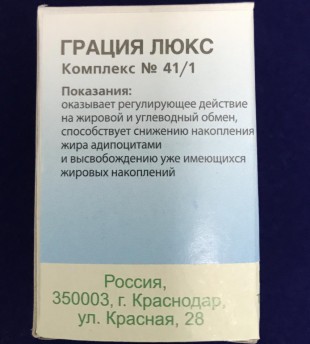 ГРАЦИЯ ЛЮКС
Комплекс № 41/1
Показания:
оказывает регулирующее действие
на жировой и углеводный обмен,
способствует снижению накопления
жира адипоцитами
и высвобождению уже имеющихся
жировых накоплений
Россия,
350003, г. Краснодар,
ул. Красная, 28